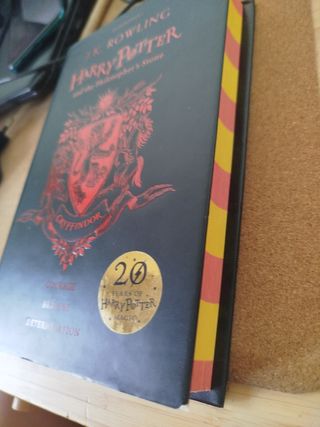 J.K. ROWLING
HARRY POTTER
and the Philosopher's Stone
GRYFFINDOR
20
YEARS OF
HARRY POTTER
MAGIC
COURAGE
BRAVERY
DETERMINATION